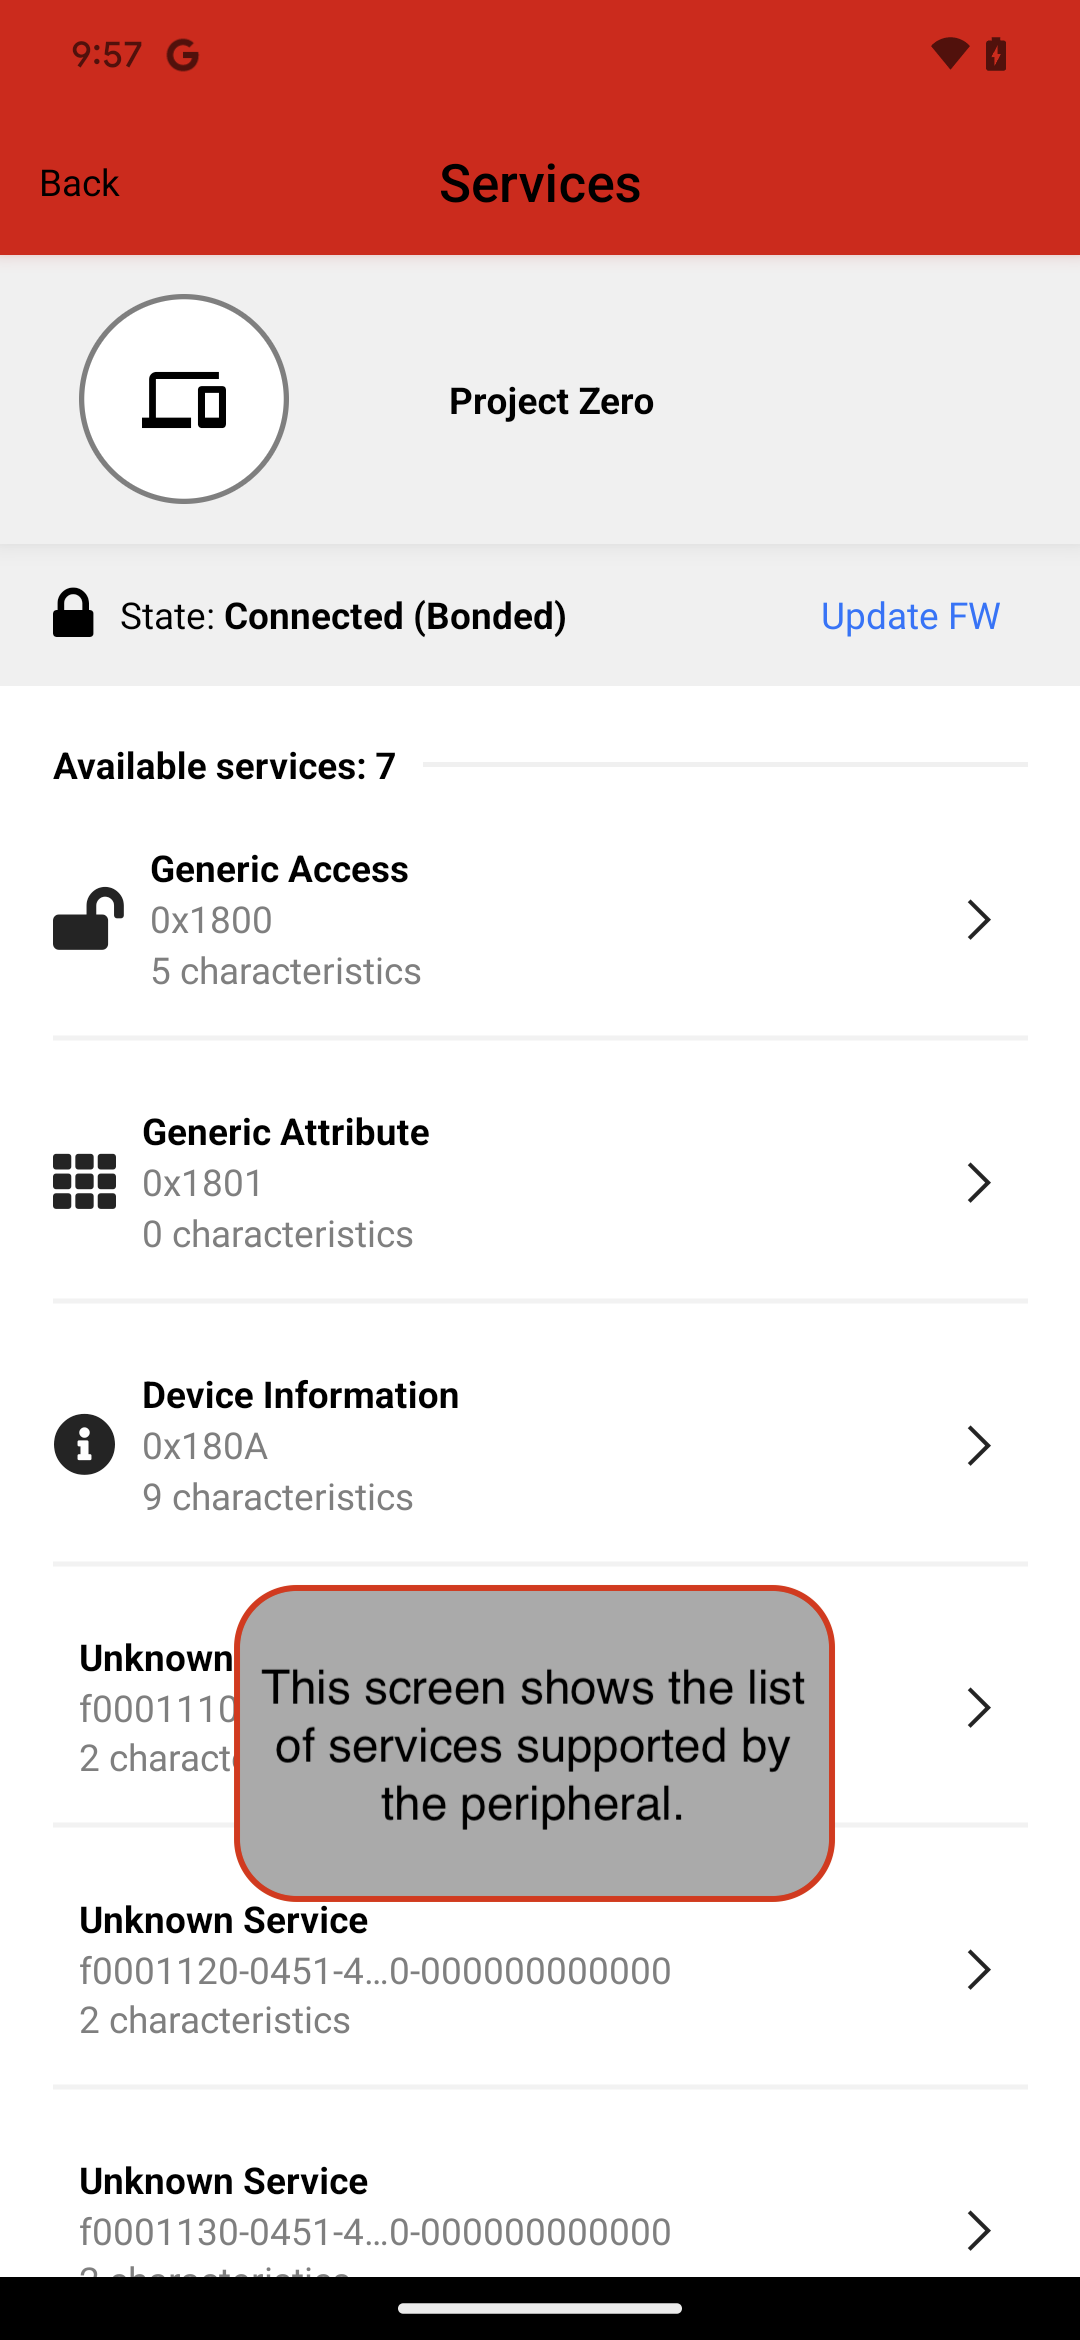 9:57
Back
Services
Project Zero
State: Connected (Bonded)
Update FW
Available services: 7
Generic Access
0x1800
5 characteristics
Generic Attribute
0x1801
0 characteristics
Device Information
0x180A
9 characteristics
Unknown
f0001110
2 charact
This screen shows the list
of services supported by
the peripheral.
Unknown Service
f0001120-0451-4...0-000000000000
2 characteristics
Unknown Service
f0001130-0451-4...0-000000000000